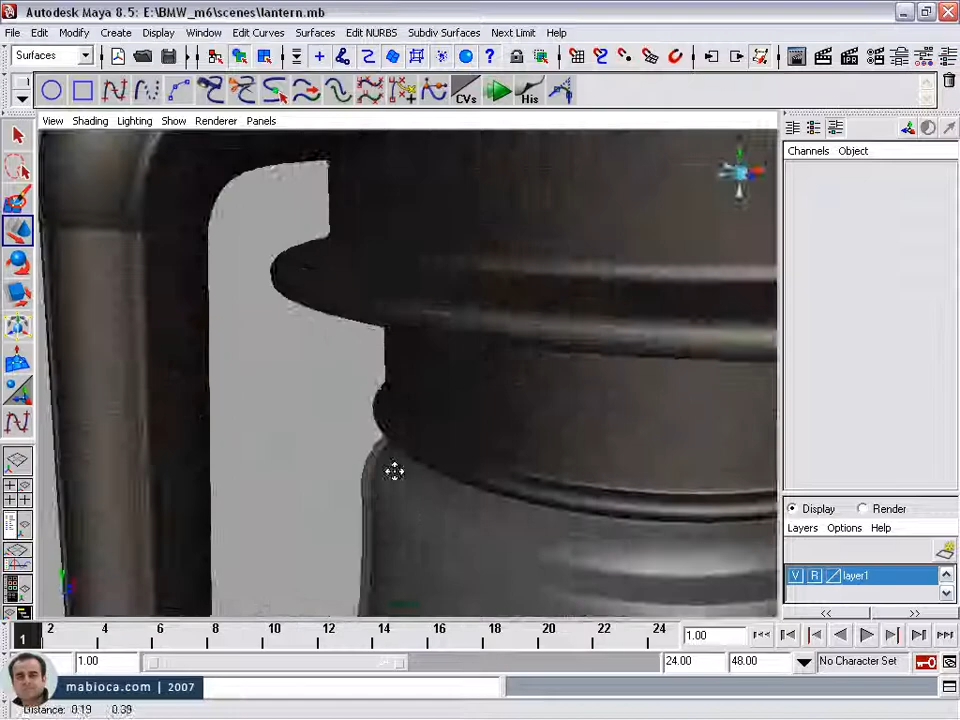 Autodesk Maya 8.5: E:\BMW_m6\scenes\lantern.mb
File Edit Modify Create Display Window Edit Curves Surfaces Edit NURBS Subdiv Surfaces Next Limit Help
Surfaces
CVs His
View Shading Lighting Show Renderer Panels
Channels Object
Display Render
Layers Options Help
V R layer1
2 4 6 8 10 12 14 16 18 20 22 24
1 1.00
1.00 24.00 48.00 No Character Set
mabioca.com | 2007
Distance: 0.19 0.39